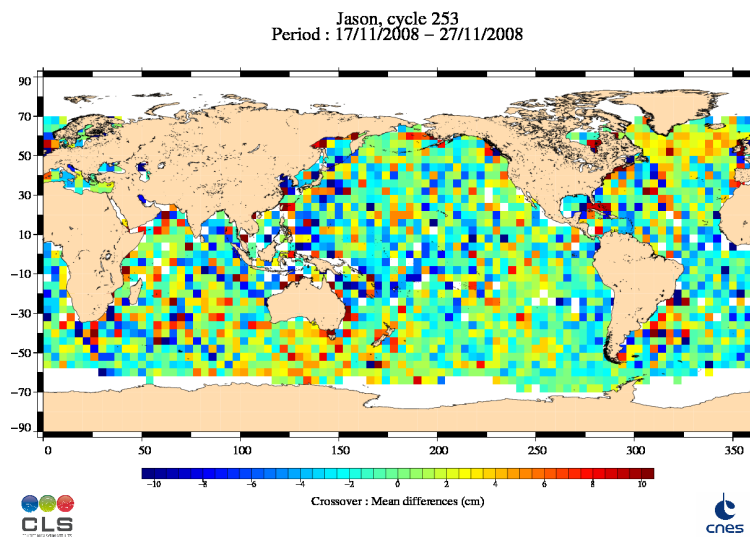 Jason, cycle 253
Period : 17/11/2008 – 27/11/2008
90
70
50
30
10
−10
−30
−50
−70
−90
0 50 100 150 200 250 300 350
−10 −8 −6 −4 −2 0 2 4 6 8 10
Crossover : Mean differences (cm)
CLS
cnes